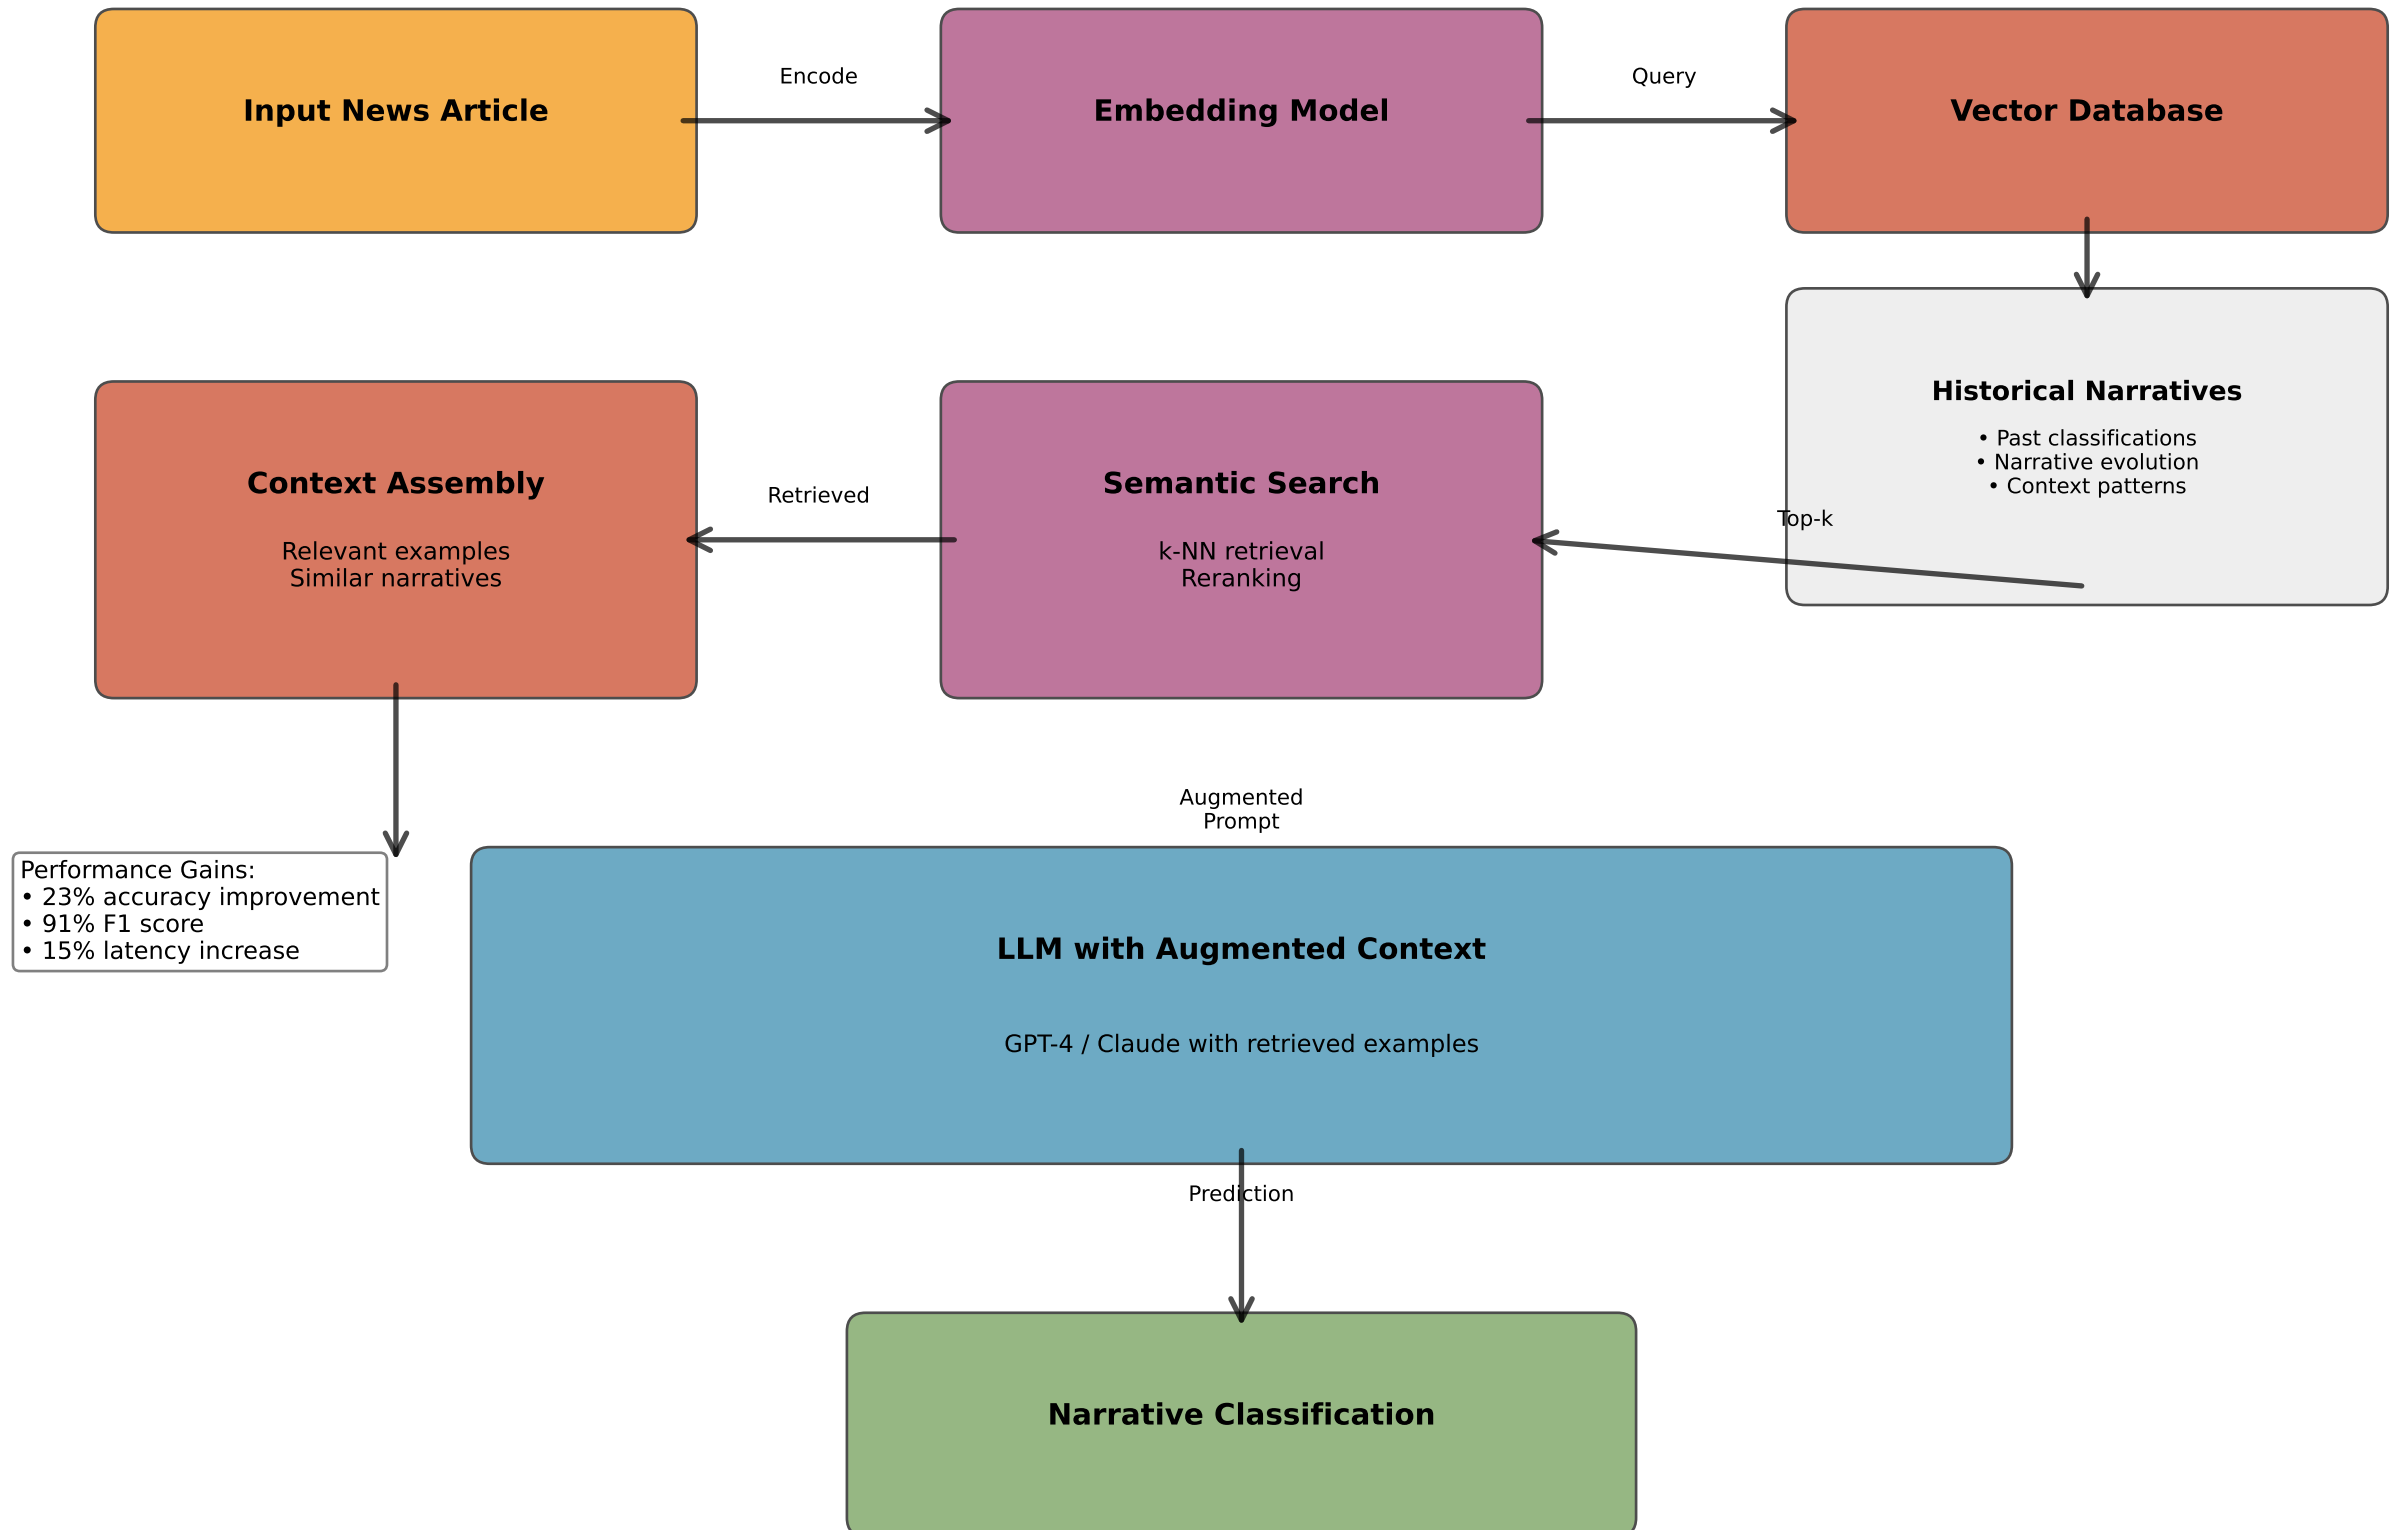 Input News Article
Encode
Embedding Model
Query
Vector Database
Historical Narratives
• Past classifications
• Narrative evolution
• Context patterns
Top-k
Semantic Search
k-NN retrieval
Reranking
Retrieved
Context Assembly
Relevant examples
Similar narratives
Performance Gains:
• 23% accuracy improvement
• 91% F1 score
• 15% latency increase
Augmented
Prompt
LLM with Augmented Context
GPT-4 / Claude with retrieved examples
Prediction
Narrative Classification